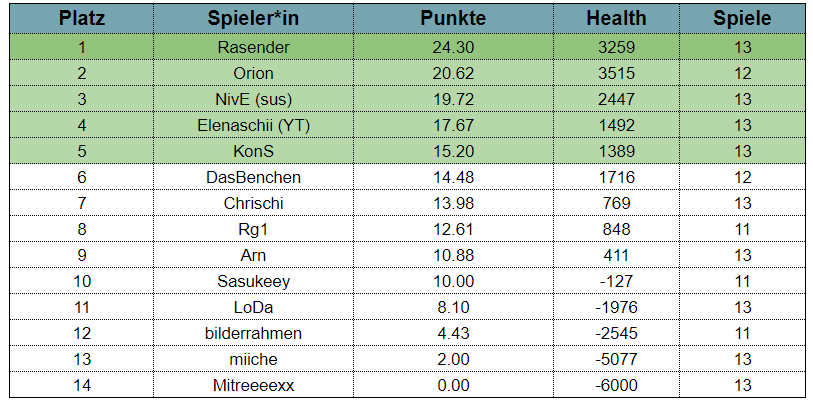 Platz Spieler*in Punkte Health Spiele
1 Rasender 24.30 3259 13
2 Orion 20.62 3515 12
3 NivE (sus) 19.72 2447 13
4 Elenaschii (YT) 17.67 1492 13
5 KonS 15.20 1389 13
6 DasBenchen 14.48 1716 12
7 Chrischi 13.98 769 13
8 Rg1 12.61 848 11
9 Arn 10.88 411 13
10 Sasukeey 10.00 -127 11
11 LoDa 8.10 -1976 13
12 bilderrahmen 4.43 -2545 11
13 miiche 2.00 -5077 13
14 Mitreeeexx 0.00 -6000 13